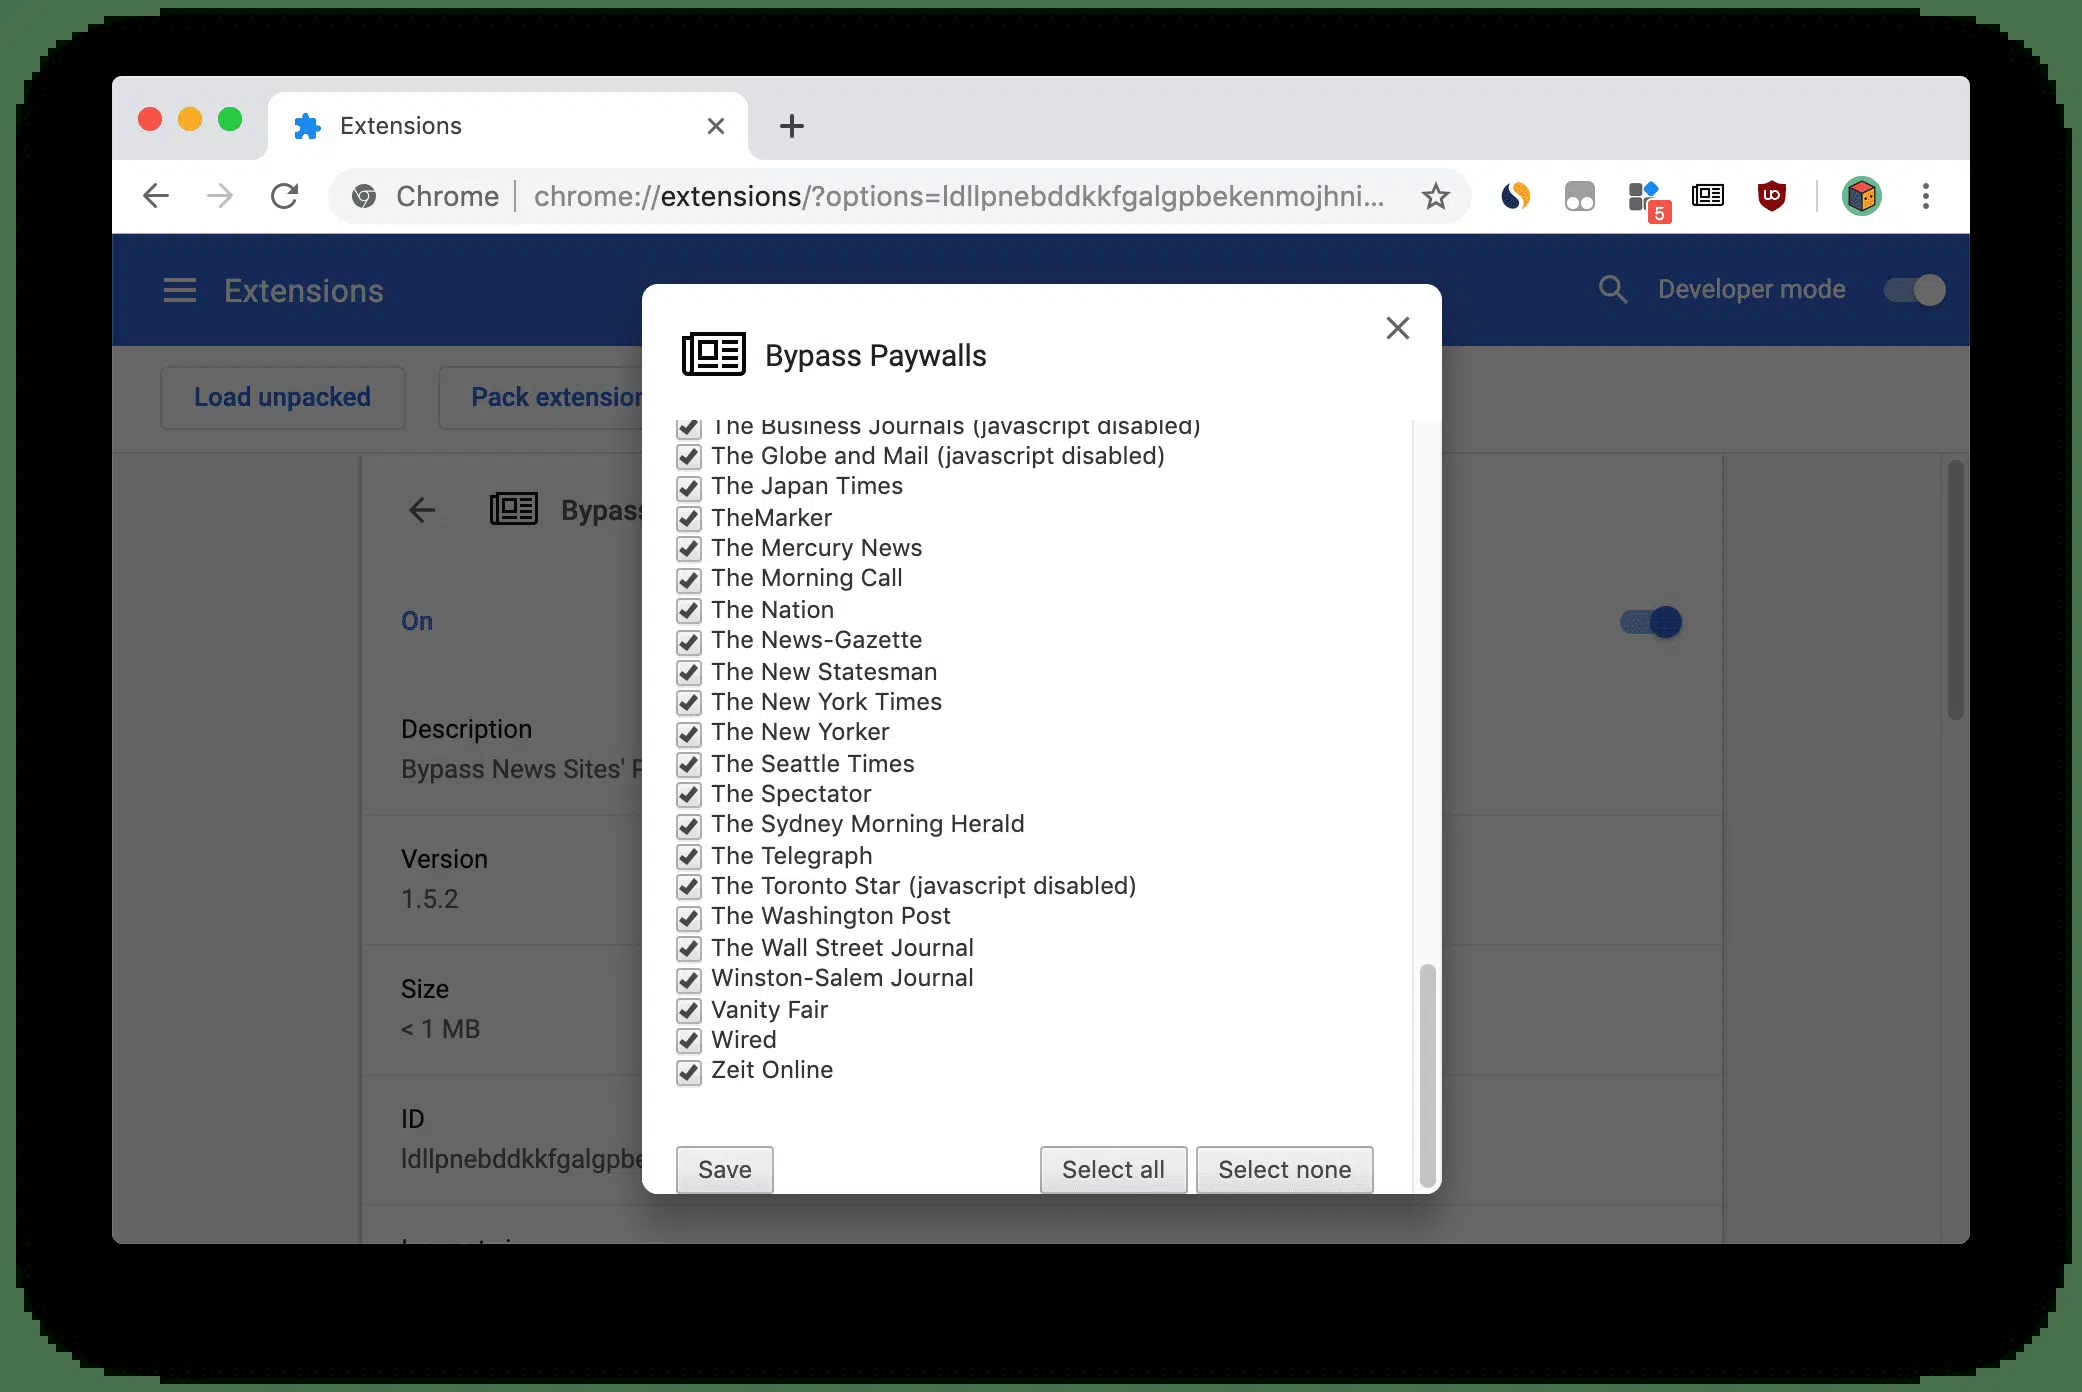 Extensions
Chrome
chrome://extensions/?options=ldllpnebddkkfgalgpbekenmojhni...
5
Extensions
Developer mode
Load unpacked
Pack extension
Bypass
On
Description
Bypass News Sites'
Version
1.5.2
Size
< 1 MB
ID
ldllpnebddkkfgalgpbe
Bypass Paywalls
The Business Journals (javascript disabled)
The Globe and Mail (javascript disabled)
The Japan Times
TheMarker
The Mercury News
The Morning Call
The Nation
The News-Gazette
The New Statesman
The New York Times
The New Yorker
The Seattle Times
The Spectator
The Sydney Morning Herald
The Telegraph
The Toronto Star (javascript disabled)
The Washington Post
The Wall Street Journal
Winston-Salem Journal
Vanity Fair
Wired
Zeit Online
Save
Select all
Select none